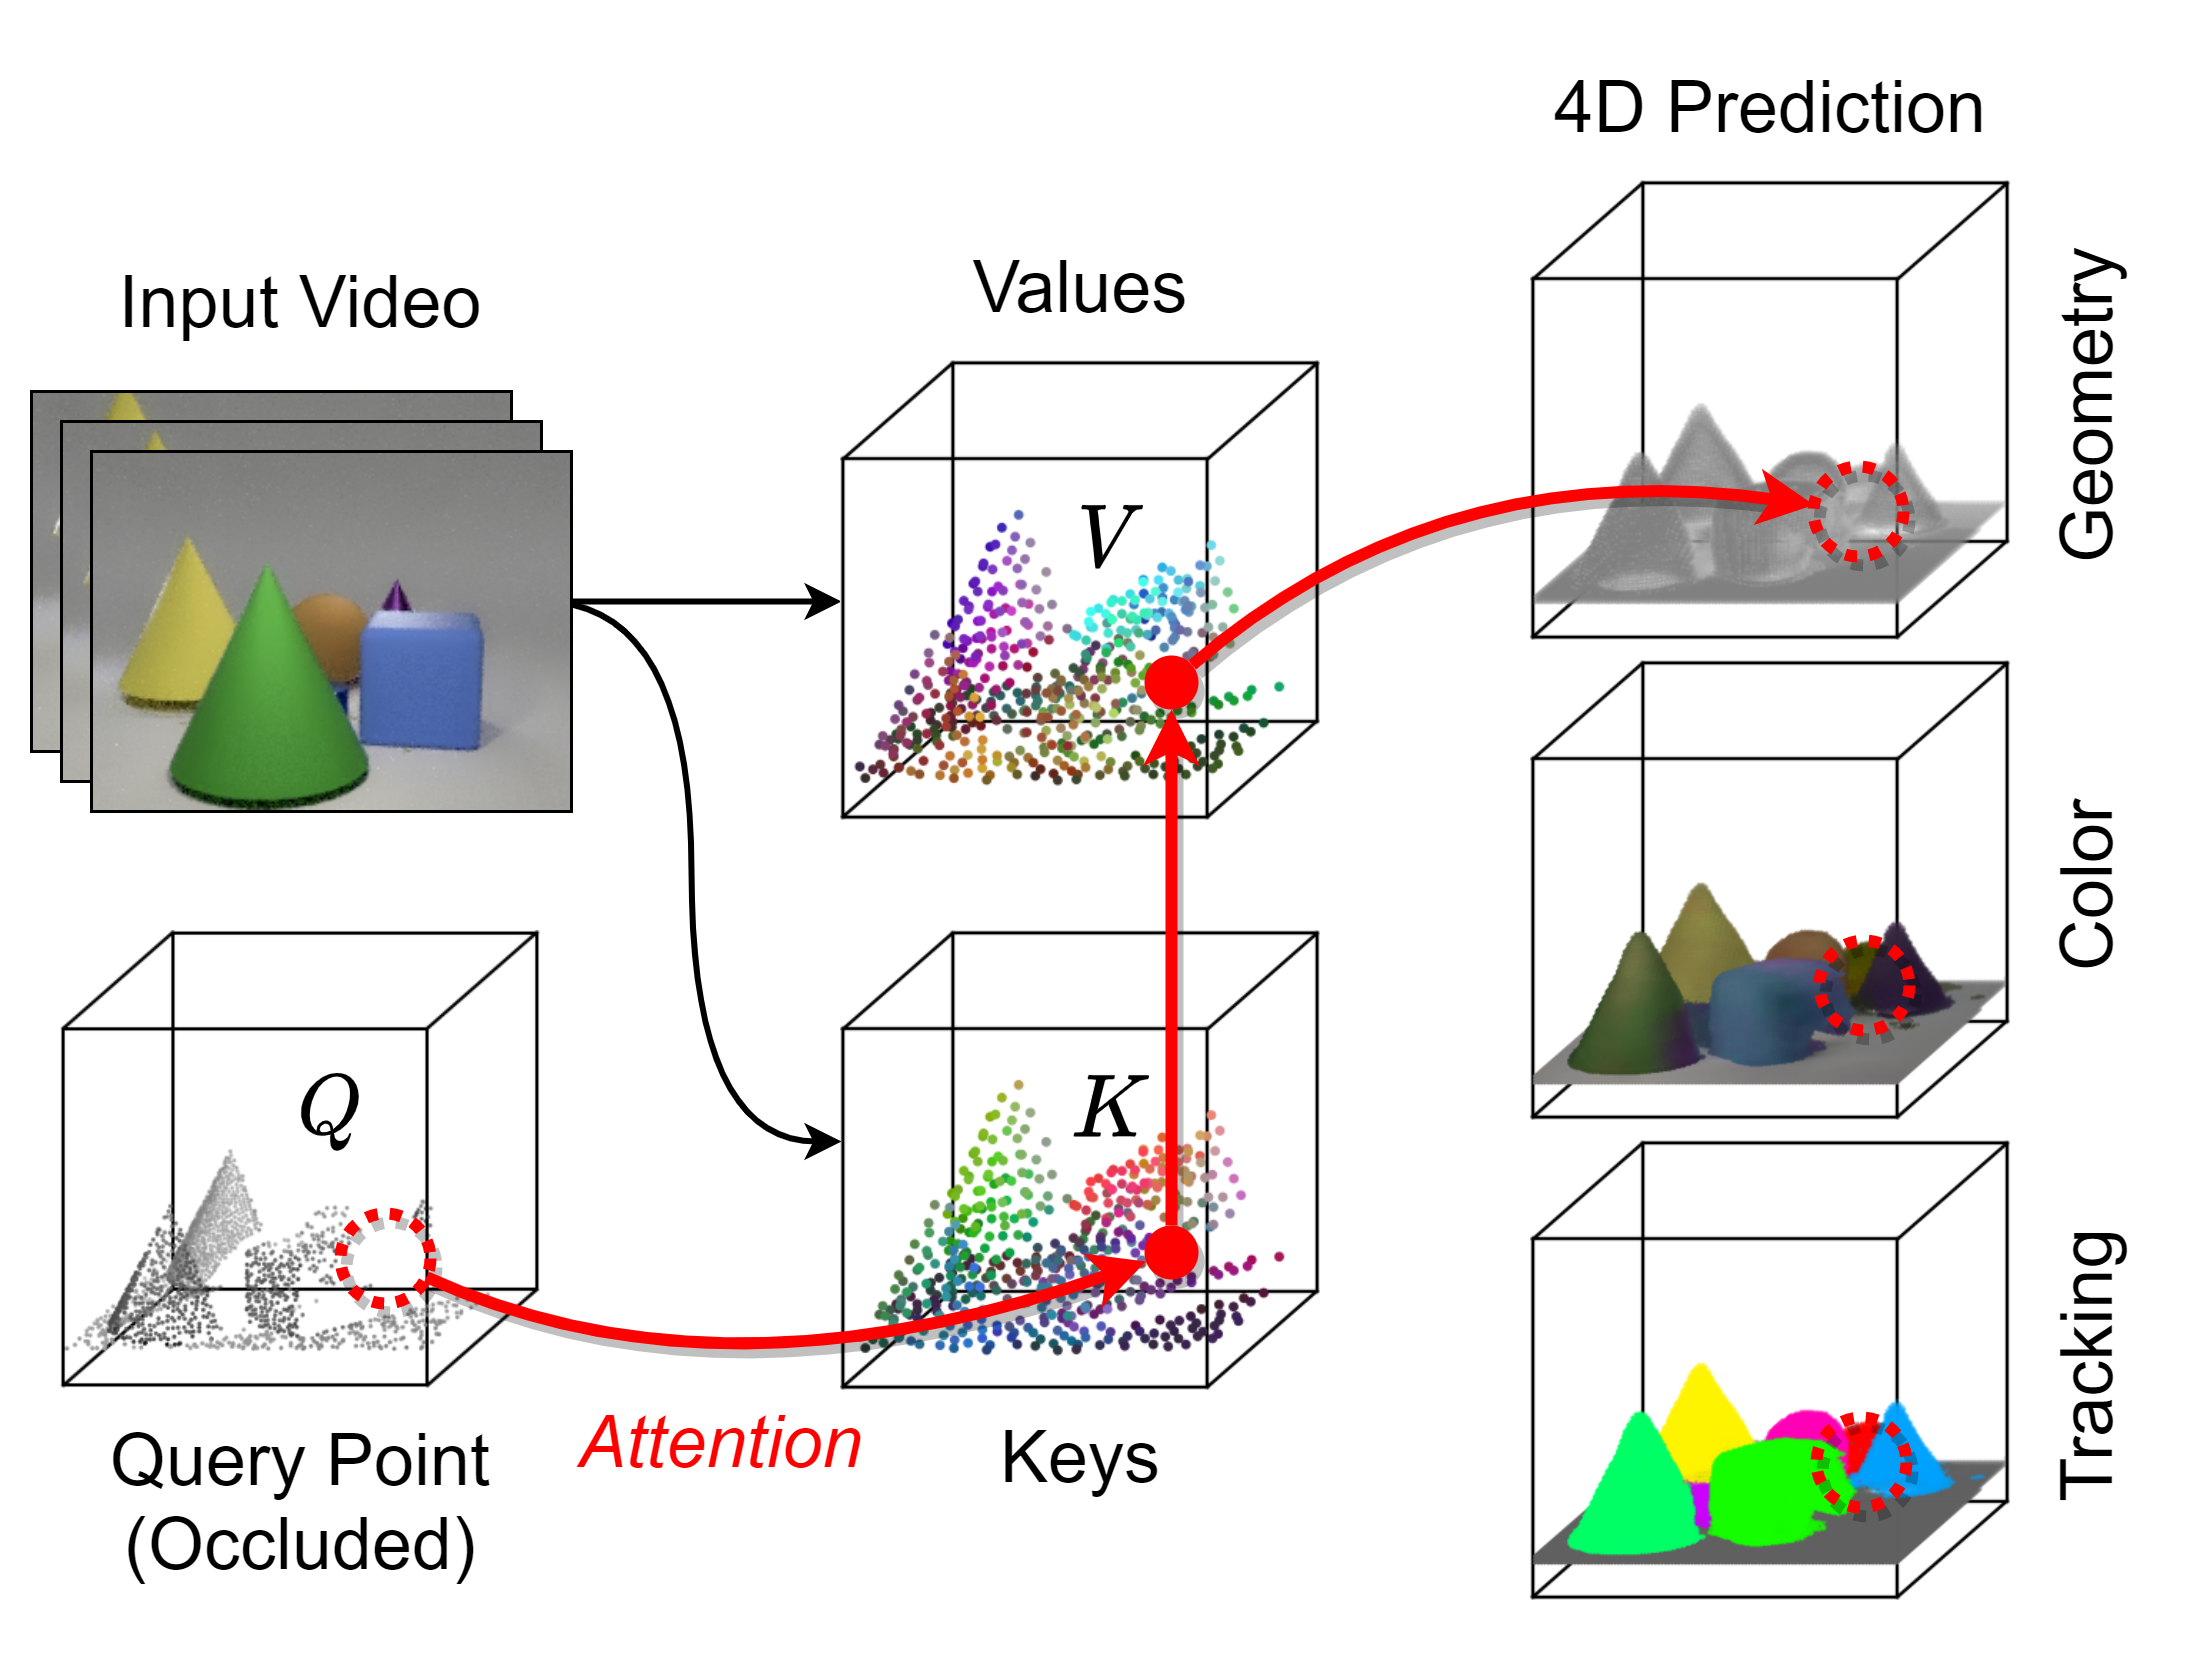 Input Video
Values
4D Prediction
V
Geometry
Color
Q
K
Tracking
Query Point
(Occluded)
Attention
Keys